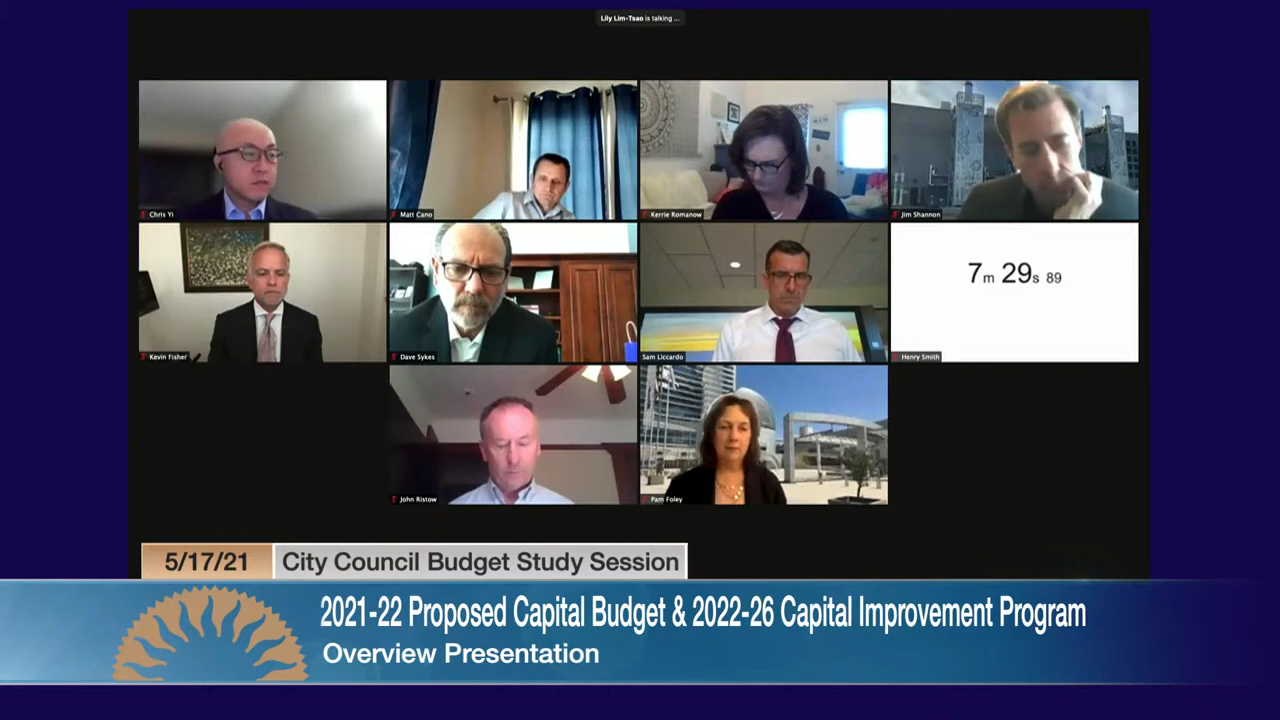 Lily Lim-Tsao is talking ...
Chris Yi
Matt Cano
Kerrie Romanow
Jim Shannon
7m 29s 89
Kevin Fisher
Dave Sykes
Sam Liccardo
Henry Smith
John Ristow
Pam Foley
5/17/21
City Council Budget Study Session
2021-22 Proposed Capital Budget & 2022-26 Capital Improvement Program
Overview Presentation